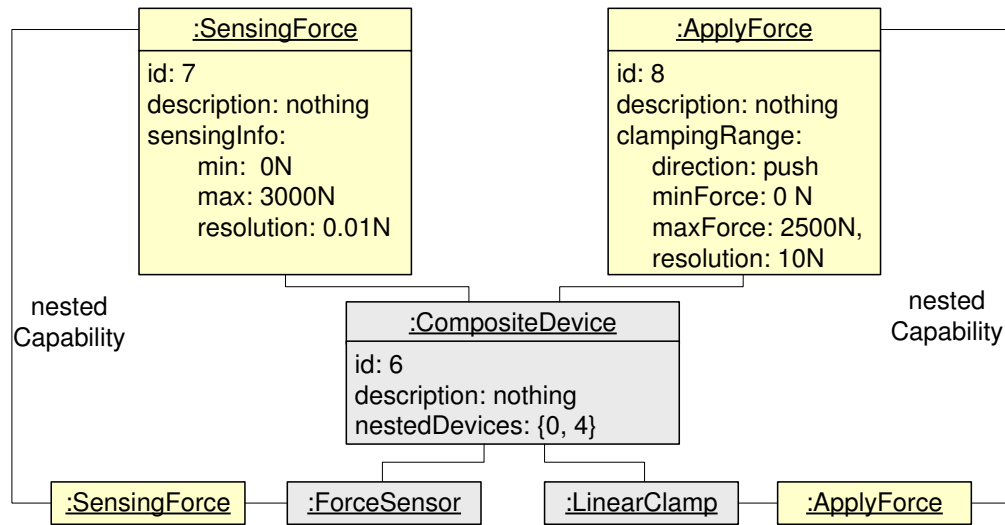 :SensingForce
id: 7
description: nothing
sensingInfo:
min: 0N
max: 3000N
resolution: 0.01N
:ApplyForce
id: 8
description: nothing
clampingRange:
direction: push
minForce: 0 N
maxForce: 2500N,
resolution: 10N
nested
Capability
nested
Capability
:CompositeDevice
id: 6
description: nothing
nestedDevices: {0, 4}
:SensingForce
:ForceSensor
:LinearClamp
:ApplyForce